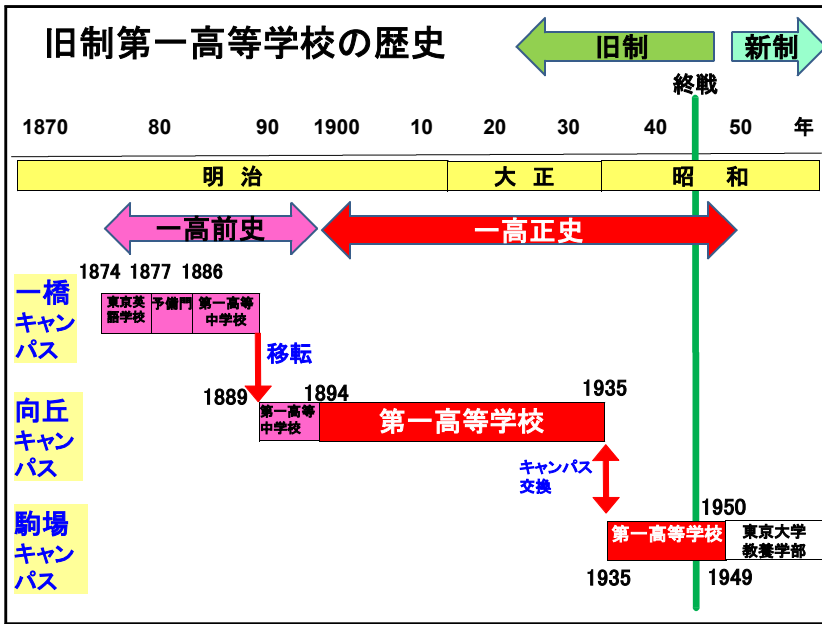 旧制第一高等学校の歴史
旧制
新制
終戦
1870 80 90 1900 10 20 30 40 50 年
明 治
大 正
昭 和
一高前史
一高正史
1874 1877 1886
一橋
キャン
パス
東京英
語学校
予備門
第一高等
中学校
移転
1889
1894
1935
向丘
キャン
パス
第一高等
中学校
第一高等学校
キャンパス
交換
1950
駒場
キャン
パス
第一高等学校
東京大学
教養学部
1935
1949